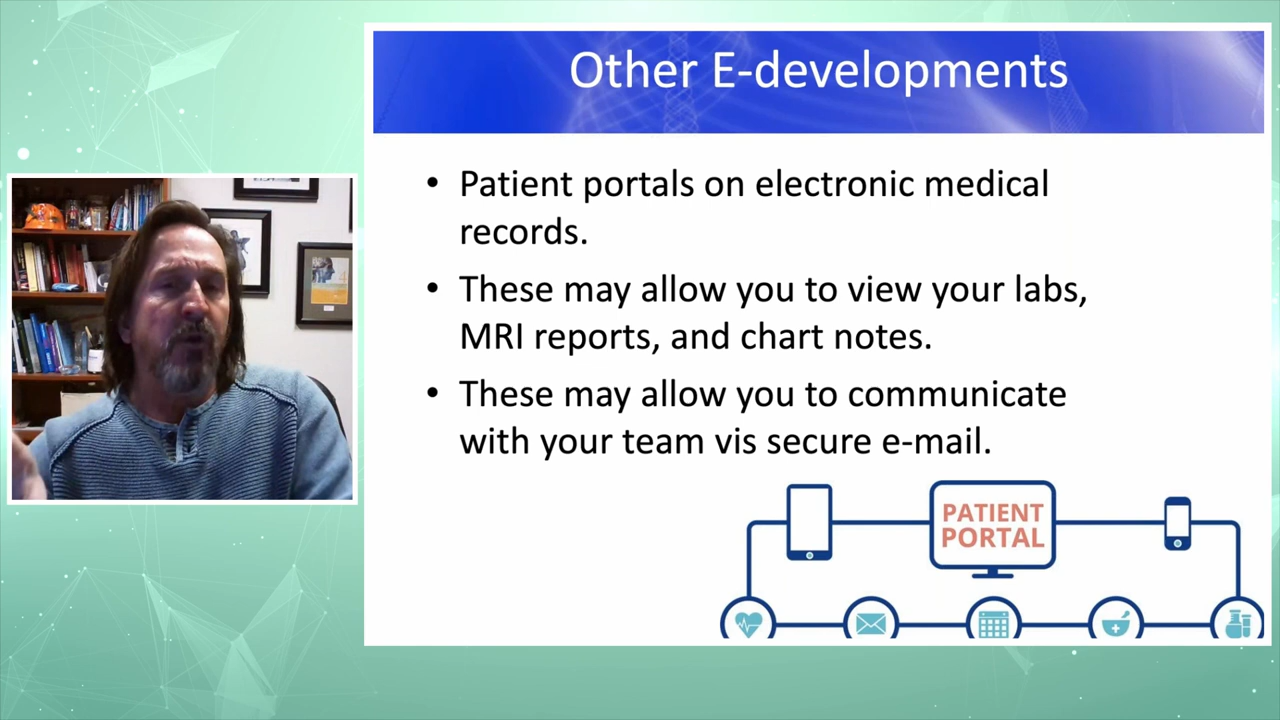 Other E-developments
• Patient portals on electronic medical
records.
• These may allow you to view your labs,
MRI reports, and chart notes.
• These may allow you to communicate
with your team vis secure e-mail.
PATIENT
PORTAL